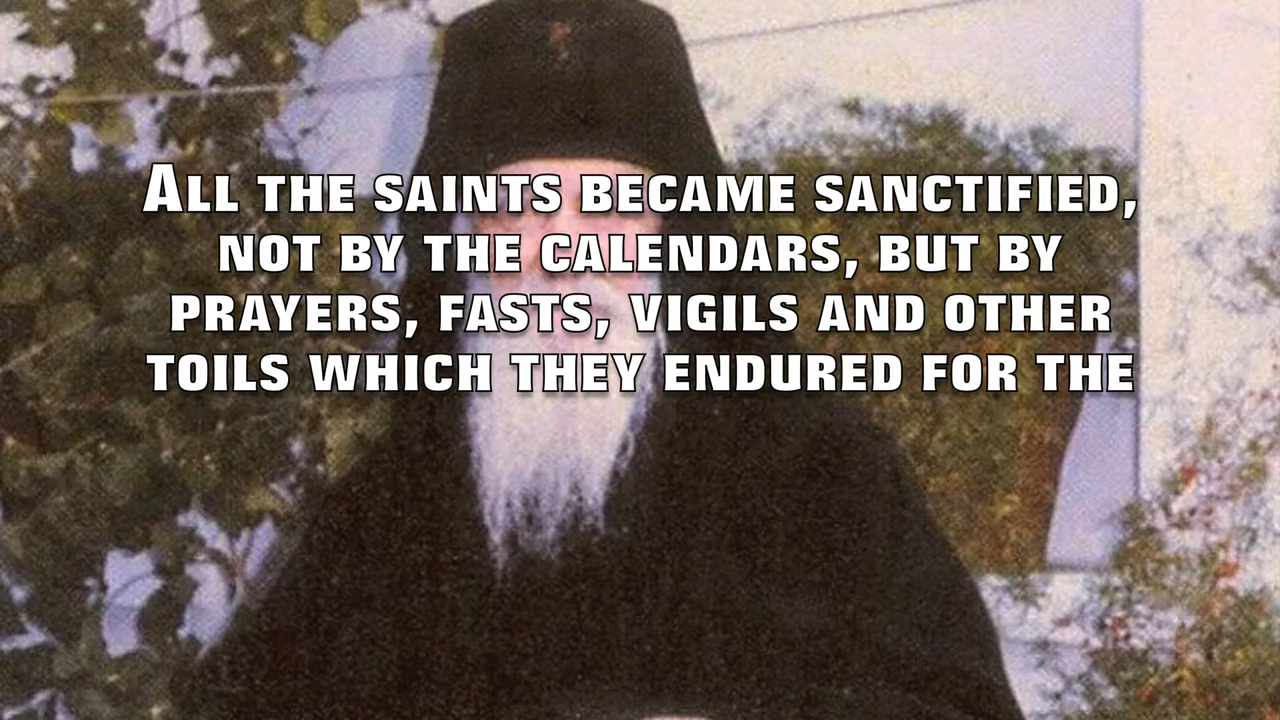 All the saints became sanctified,
not by the calendars, but by
prayers, fasts, vigils and other
toils which they endured for the